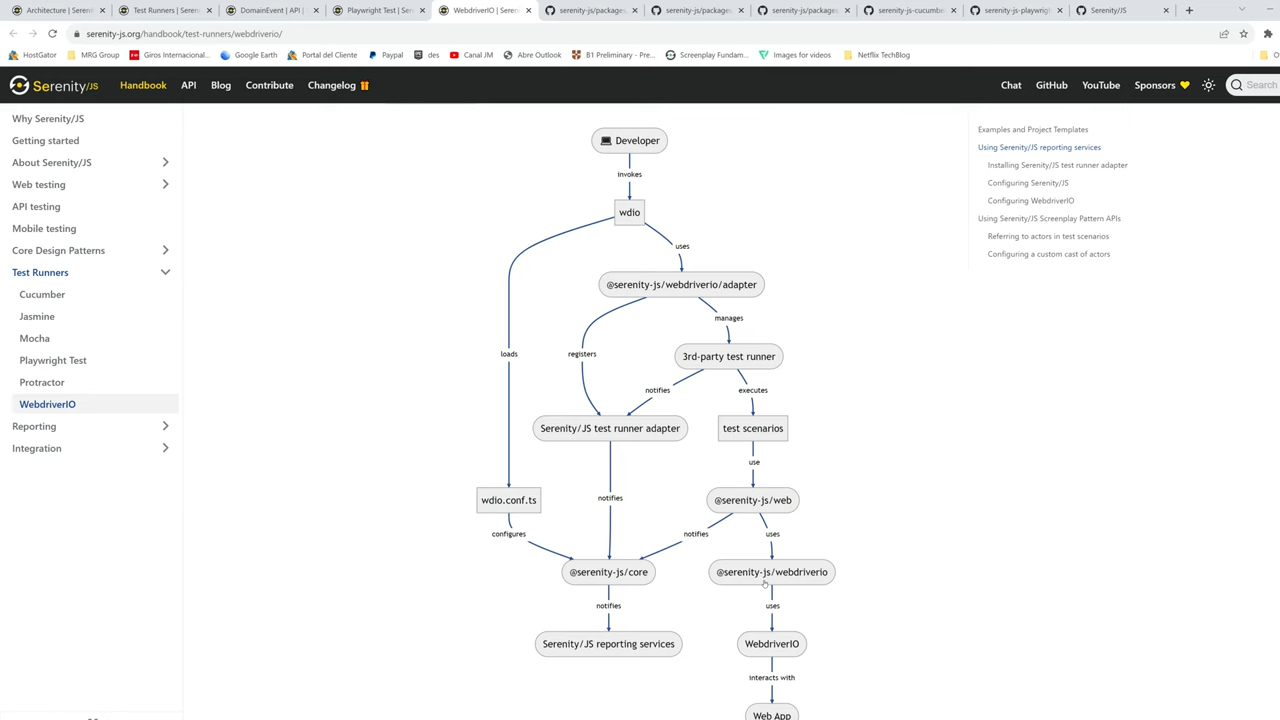 Architecture | Serenity
Test Runners | Serenity
DomainEvent | API |
Playwright Test | Seren
WebdriverIO | Serenity
serenity-js/packages
serenity-js/packages
serenity-js/packages
serenity-js-cucumbe
serenity-js-playwrigh
Serenity/JS
serenity-js.org/handbook/test-runners/webdriverio/
HostGator
MRG Group
Giros Internacional...
Google Earth
Portal del Cliente
Paypal
des
Canal JM
Abre Outlook
B1 Preliminary - Pre...
Screenplay Fundam...
Images for videos
Netflix TechBlog
Serenity/JS
Handbook
API
Blog
Contribute
Changelog
Chat
GitHub
YouTube
Sponsors
Search
Why Serenity/JS
Getting started
About Serenity/JS
Web testing
API testing
Mobile testing
Core Design Patterns
Test Runners
Cucumber
Jasmine
Mocha
Playwright Test
Protractor
WebdriverIO
Reporting
Integration
Developer
invokes
wdio
uses
@serenity-js/webdriverio/adapter
manages
loads
registers
3rd-party test runner
notifies
executes
Serenity/JS test runner adapter
test scenarios
use
wdio.conf.ts
notifies
@serenity-js/web
configures
notifies
uses
@serenity-js/core
@serenity-js/webdriverio
notifies
uses
Serenity/JS reporting services
WebdriverIO
interacts with
Web App
Examples and Project Templates
Using Serenity/JS reporting services
Installing Serenity/JS test runner adapter
Configuring Serenity/JS
Configuring WebdriverIO
Using Serenity/JS Screenplay Pattern APIs
Referring to actors in test scenarios
Configuring a custom cast of actors